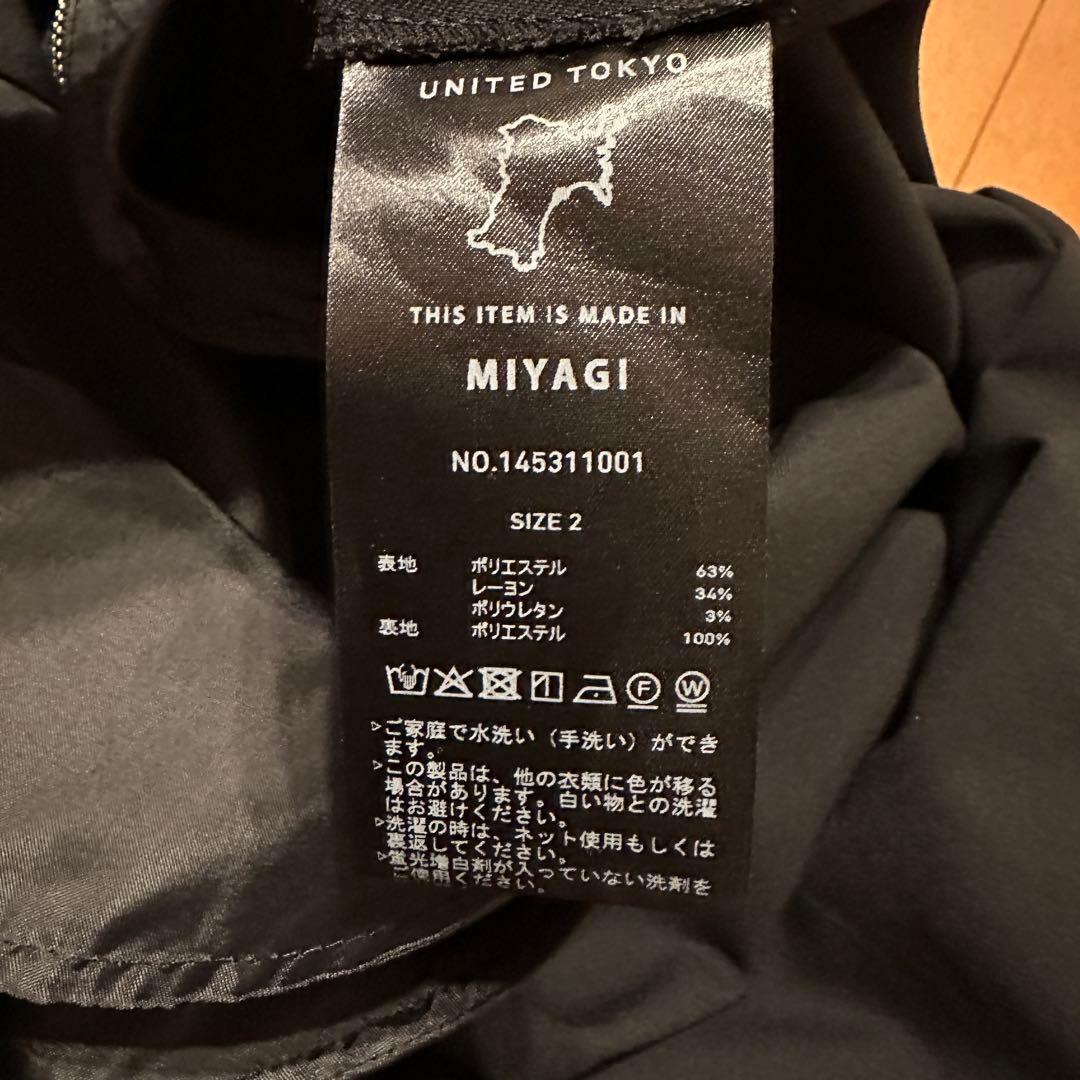 UNITED TOKYO
THIS ITEM IS MADE IN
MIYAGI
NO.145311001
SIZE 2
表地 ポリエステル 63%
レーヨン 34%
ポリウレタン 3%
裏地 ポリエステル 100%
F W
▷ご家庭で水洗い（手洗い）ができ
ます。
▷この製品は、他の衣類に色が移る
場合があります。白い物との洗濯
はお避けください。
▷洗濯の時は、ネット使用もしくは
裏返してください。
▷蛍光増白剤が入っていない洗剤を
ご使用ください。